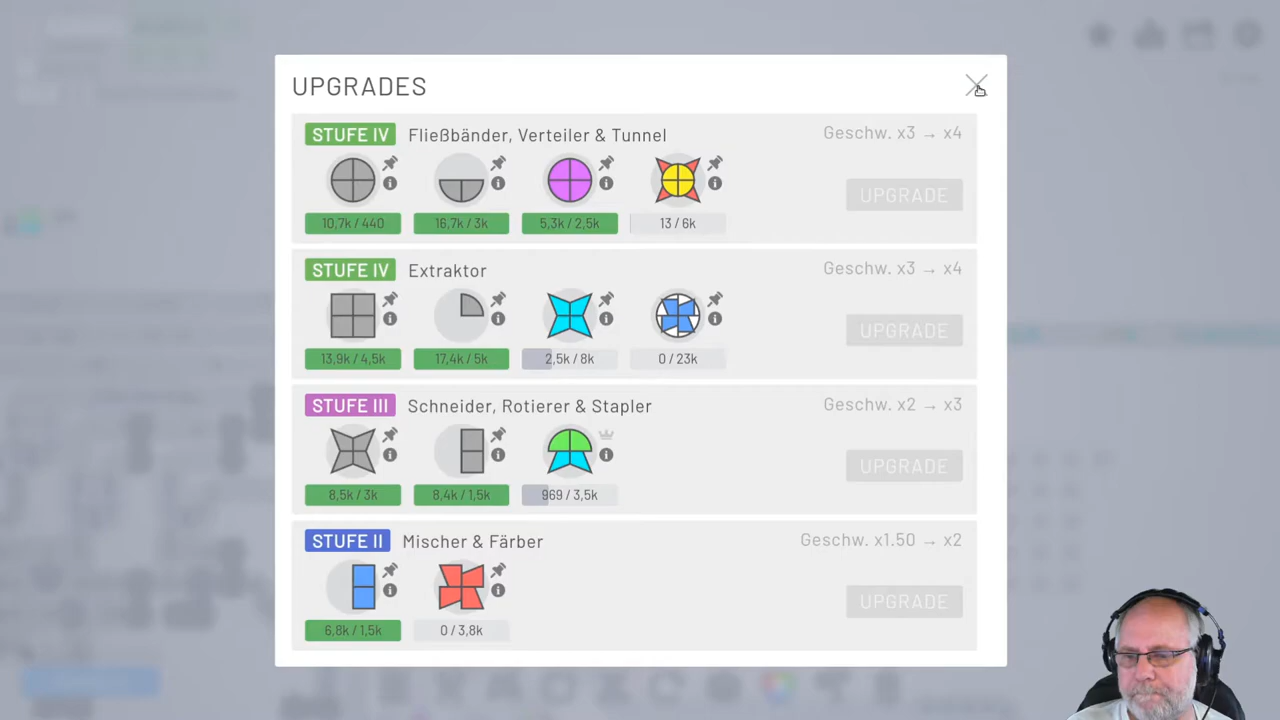 UPGRADES
STUFE IV Fließbänder, Verteiler & Tunnel Geschw. x3 → x4
UPGRADE
10,7k / 440 16,7k / 3k 5,3k / 2,5k 13 / 6k
STUFE IV Extraktor Geschw. x3 → x4
UPGRADE
13,9k / 4,5k 17,4k / 5k 2,5k / 8k 0 / 23k
STUFE III Schneider, Rotierer & Stapler Geschw. x2 → x3
UPGRADE
8,5k / 3k 8,4k / 1,5k 969 / 3,5k
STUFE II Mischer & Färber Geschw. x1.50 → x2
UPGRADE
6,8k / 1,5k 0 / 3,8k